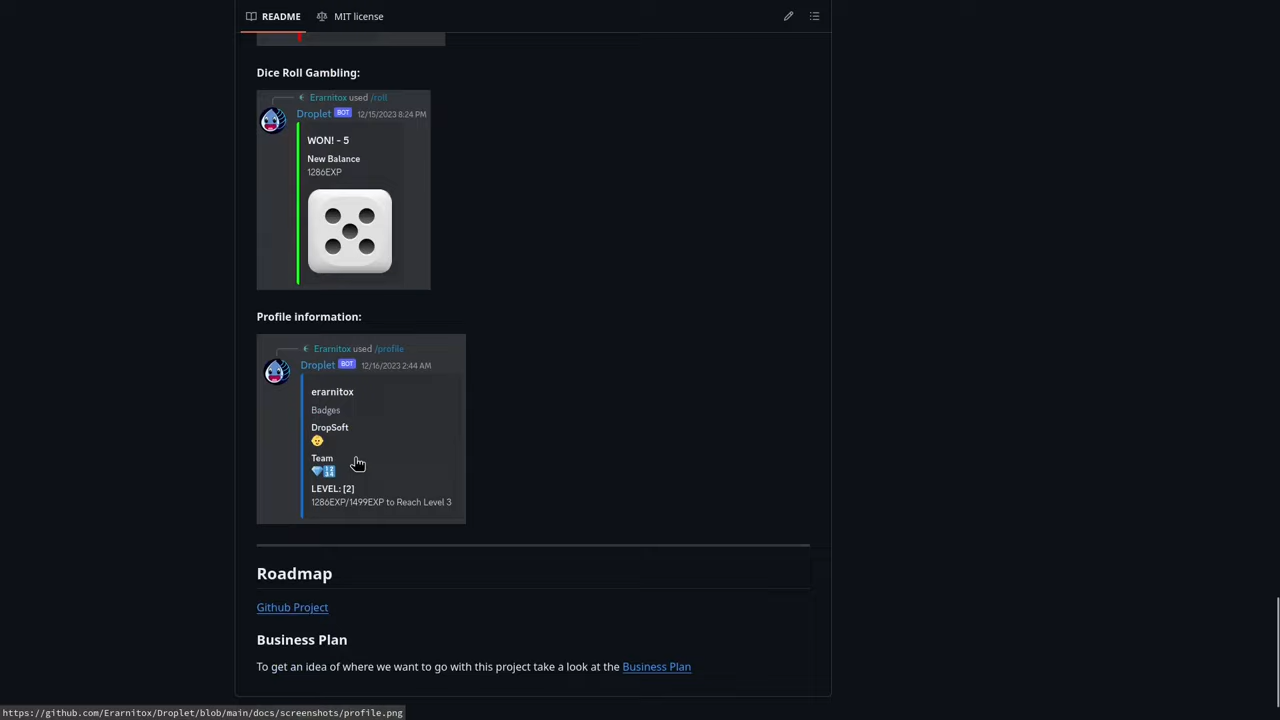 README
MIT license
Dice Roll Gambling:
Erarnitox used /roll
Droplet BOT 12/15/2023 8:24 PM
WON! - 5
New Balance
1286EXP
Profile information:
Erarnitox used /profile
Droplet BOT 12/16/2023 2:44 AM
erarnitox
Badges
DropSoft
Team
LEVEL: [2]
1286EXP/1499EXP to Reach Level 3
Roadmap
Github Project
Business Plan
To get an idea of where we want to go with this project take a look at the Business Plan
https://github.com/Erarnitox/Droplet/blob/main/docs/screenshots/profile.png